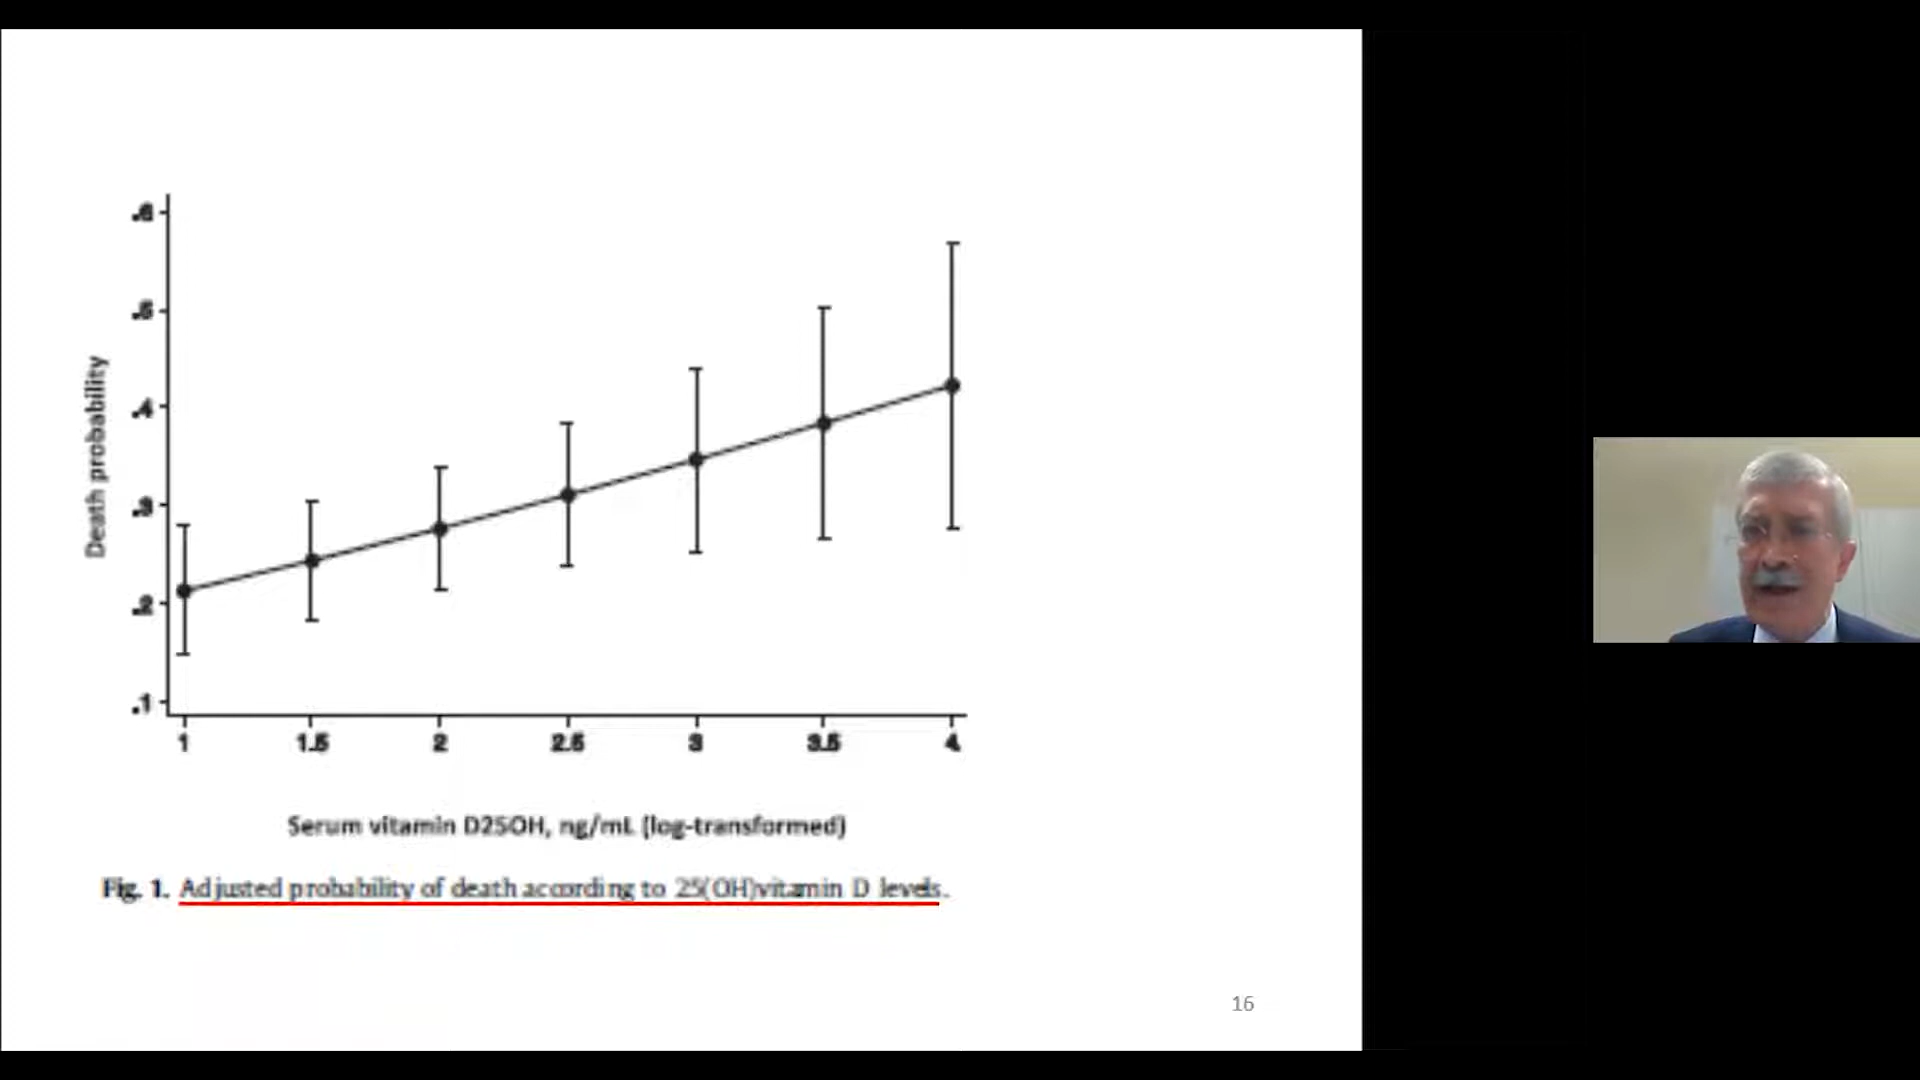 .6
.5
.4
.3
.2
.1
Death probability
1 1.5 2 2.5 3 3.5 4
Serum vitamin D25OH, ng/mL (log-transformed)
Fig. 1. Adjusted probability of death according to 25(OH)vitamin D levels.
16